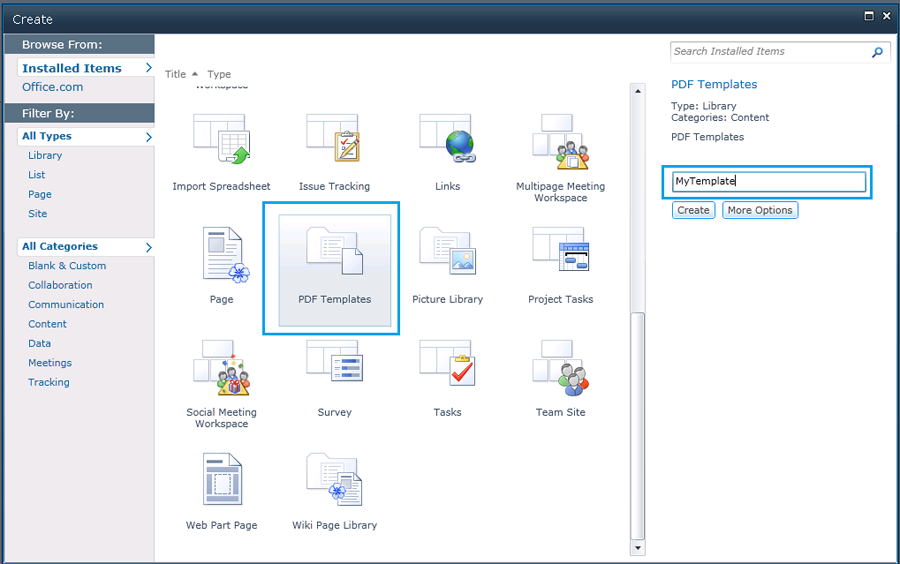 Create
Browse From:
Installed Items
Office.com
Filter By:
All Types
Library
List
Page
Site
All Categories
Blank & Custom
Collaboration
Communication
Content
Data
Meetings
Tracking
Title Type
Workspace
Import Spreadsheet
Issue Tracking
Links
Multipage Meeting
Workspace
Page
PDF Templates
Picture Library
Project Tasks
Social Meeting
Workspace
Survey
Tasks
Team Site
Web Part Page
Wiki Page Library
Search Installed Items
PDF Templates
Type: Library
Categories: Content
PDF Templates
MyTemplate
Create More Options